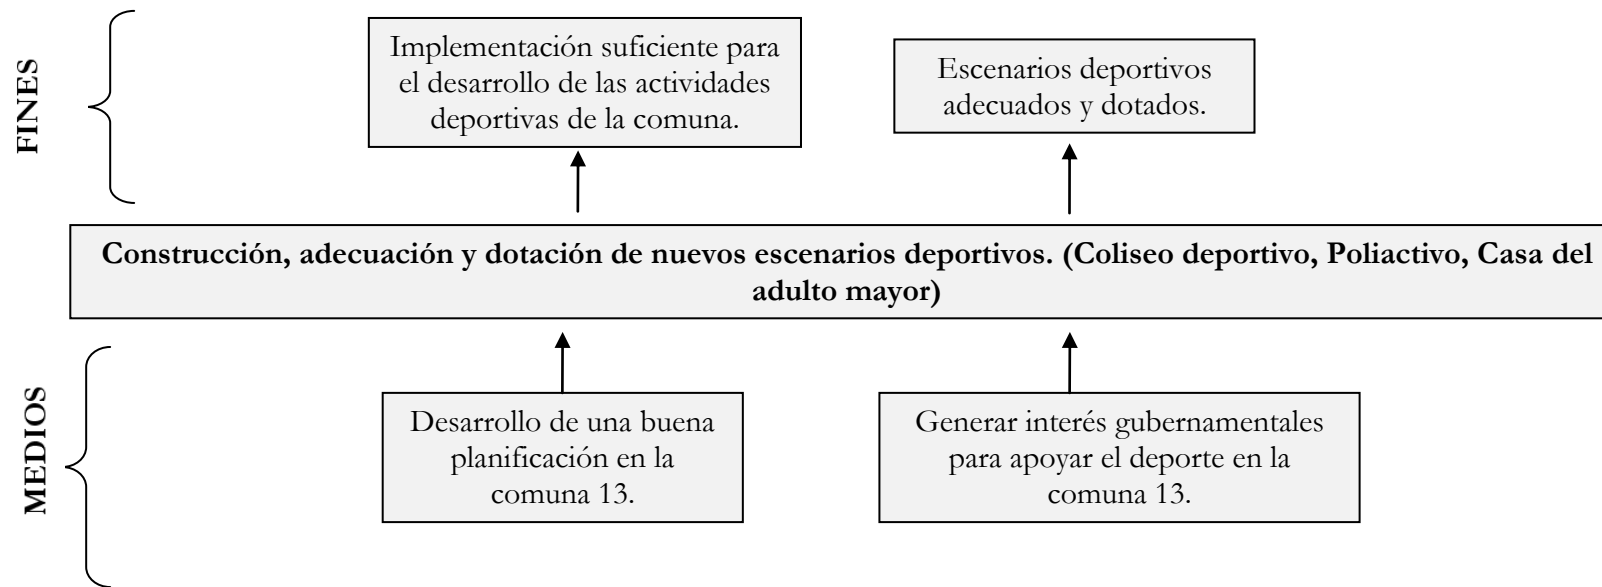 FINES
Implementación suficiente para
el desarrollo de las actividades
deportivas de la comuna.
Escenarios deportivos
adecuados y dotados.
Construcción, adecuación y dotación de nuevos escenarios deportivos. (Coliseo deportivo, Poliactivo, Casa del
adulto mayor)
MEDIOS
Desarrollo de una buena
planificación en la
comuna 13.
Generar interés gubernamentales
para apoyar el deporte en la
comuna 13.